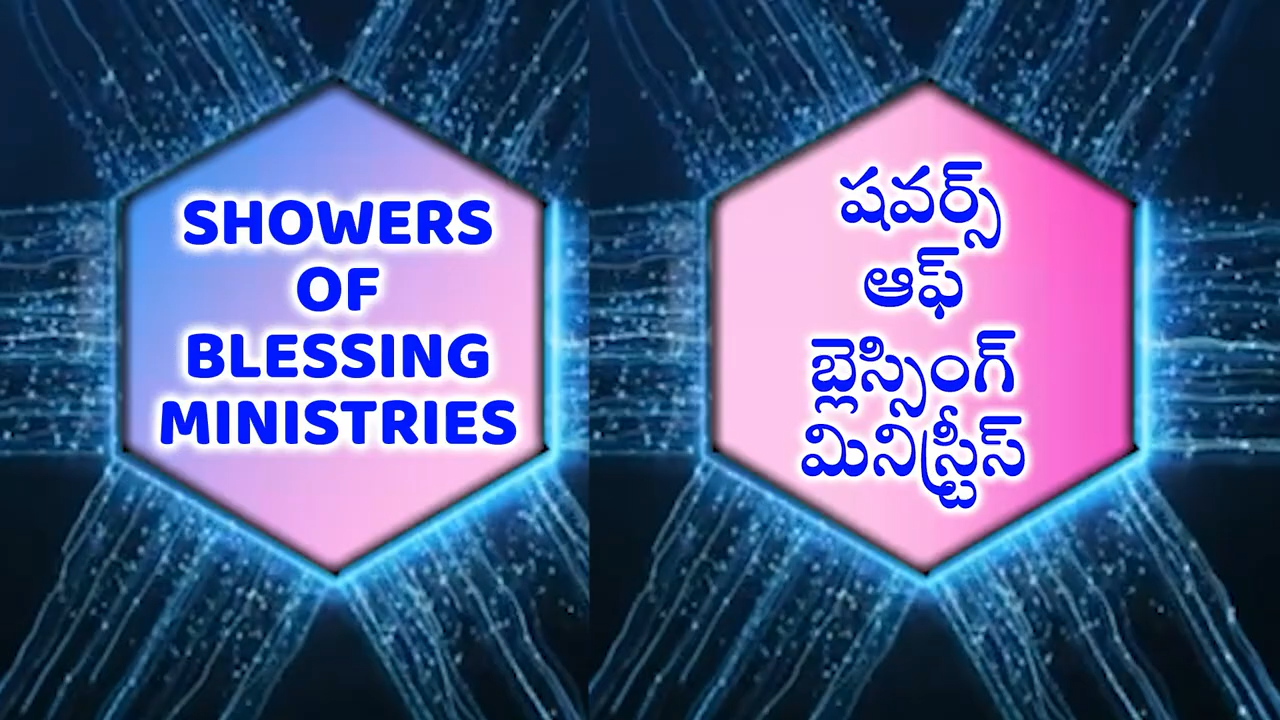 SHOWERS
OF
BLESSING
MINISTRIES
షవర్స్
ఆఫ్
బ్లెస్సింగ్
మినిస్ట్రీస్